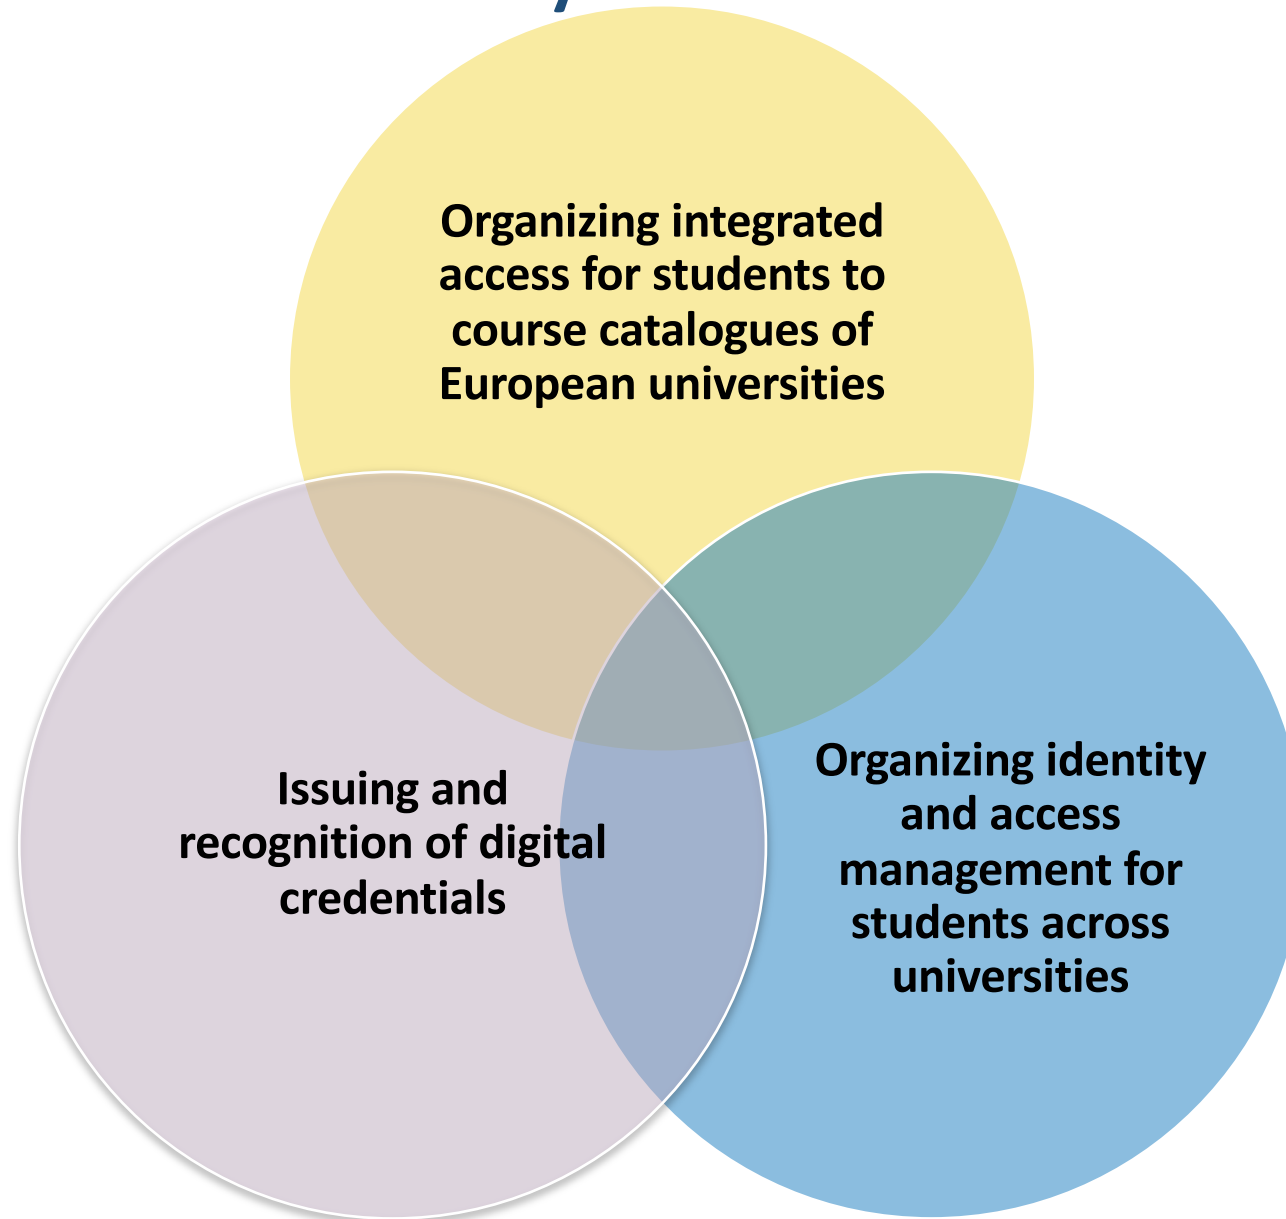 Organizing integrated
access for students to
course catalogues of
European universities
Issuing and
recognition of digital
credentials
Organizing identity
and access
management for
students across
universities